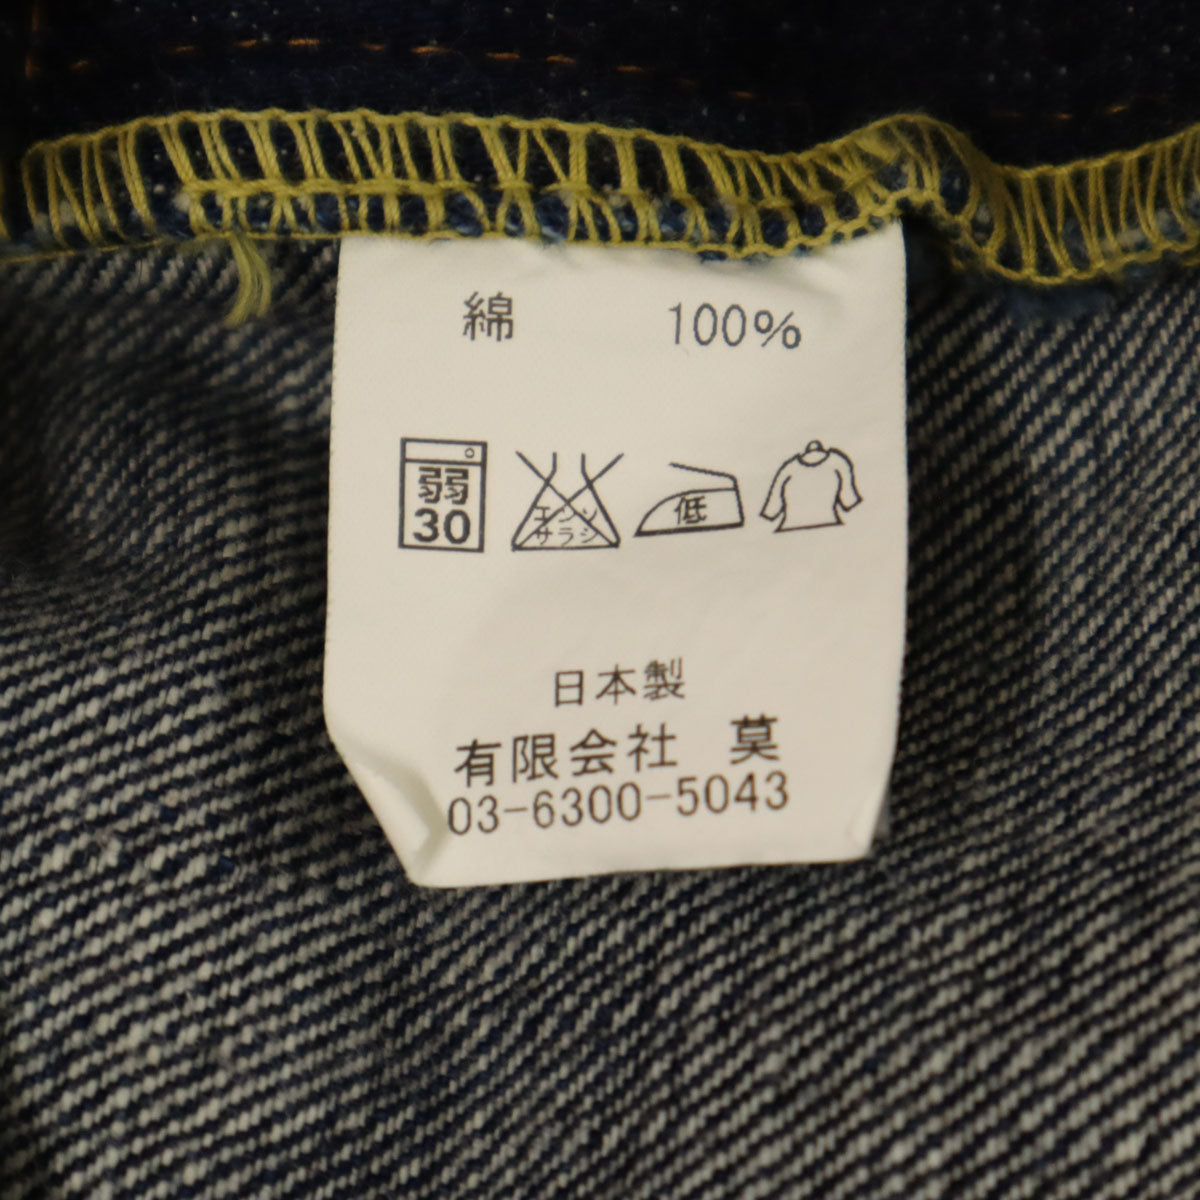 綿 100%
弱 30
エンソサラシ
低
日本製
有限会社 莫
03-6300-5043